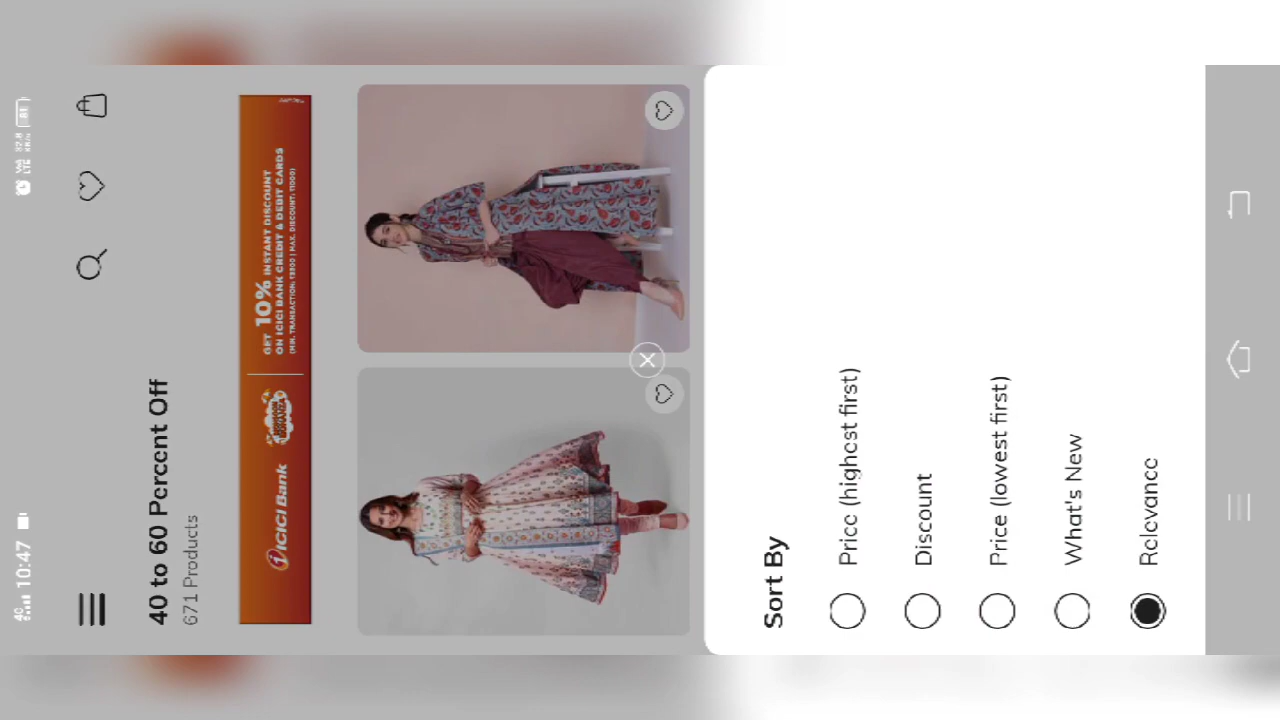 10:47
40 to 60 Percent Off
671 Products
ICICI Bank
GET 10% INSTANT DISCOUNT
ON ICICI BANK CREDIT & DEBIT CARDS
Sort By
Price (highest first)
Discount
Price (lowest first)
What's New
Relevance